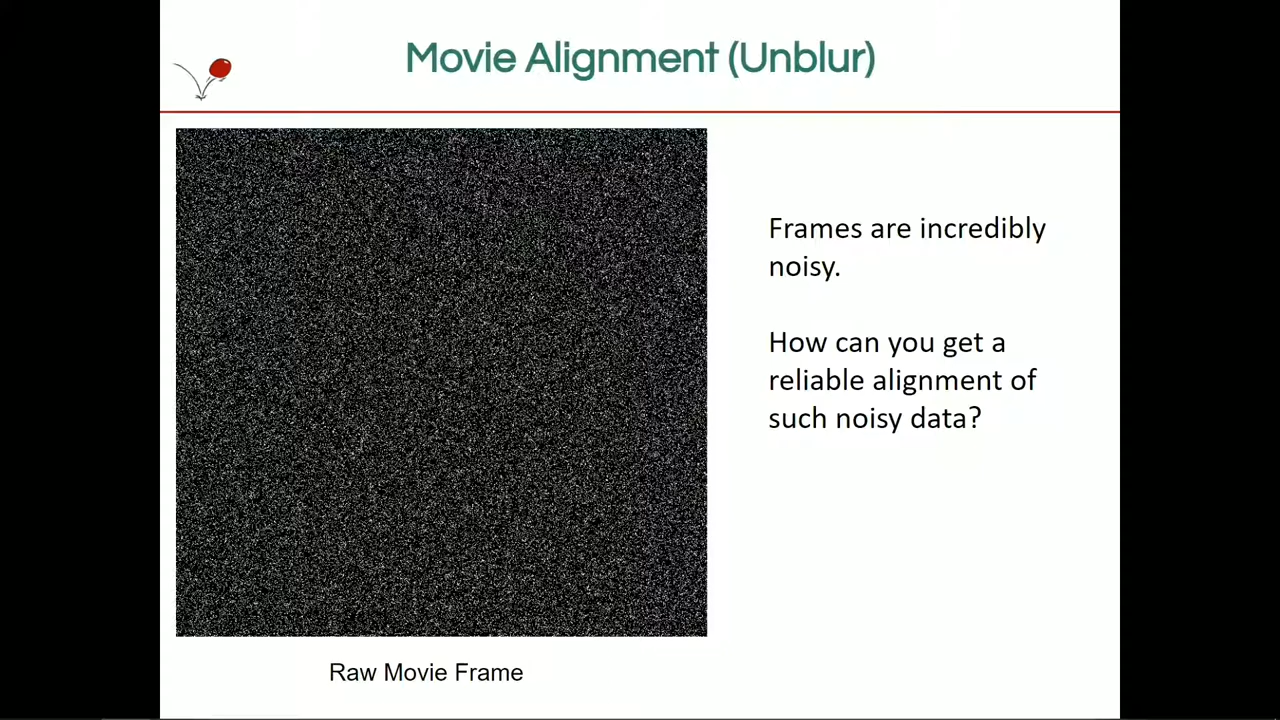 Movie Alignment (Unblur)
Frames are incredibly
noisy.
How can you get a
reliable alignment of
such noisy data?
Raw Movie Frame